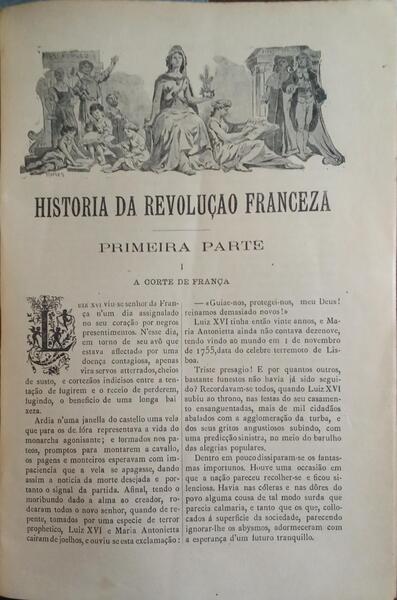 HISTORIA DA REVOLUÇAO FRANCEZA
PRIMEIRA PARTE
I
A CORTE DE FRANÇA
LUIZ XVI viu-se senhor da Fran-
ça n'um dia assignalado
no seu coração por negros
presentimentos. N'esse dia,
em torno de seu avô que
estava affectado por uma
doença contagiosa, apenas
vira servos atterrados, cheios
de susto, e cortezãos indicisos entre a ten-
tação de fugirem e o receio de perderem,
fugindo, o beneficio de uma longa bai
xeza.
Ardia n'uma janella do castello uma vela
que para os de fóra representava a vida do
monarcha agonisante; e formados nos pa-
teos, promptos para montarem a cavallo,
os pagens e monteiros esperavam com im-
paciencia que a vela se apagasse, dando
assim a noticia da morte desejada e por-
tanto o signal da partida. Afinal, tendo o
moribundo dado a alma ao creador, ro-
dearam todos o novo senhor, quando de re-
pente, tomados por uma especie de terror
prophetico, Luiz XVI e Maria Antonietta
cairam de joelhos, e ouviu se esta exclamação:
— «Guiae-nos, protegei-nos, meu Deus!
reinamos demasiado novos!»
Luiz XVI tinha então vinte annos, e Ma-
ria Antonietta ainda não contava dezenove,
tendo vindo ao mundo em 1 de novembro
de 1755, data do celebre terremoto de Lis-
boa.
Triste presagio! E por quantos outros,
bastante funestos não havia já sido segui-
do? Recordavam-se todos, quando Luiz XVI
subiu ao throno, nas festas do seu casamen-
to ensanguentadas, mais de mil cidadãos
abalados com a agglomeração da turba, e
dos seus gritos angustiosos subindo, com
uma predicção sinistra, no meio do barulho
das alegrias populares.
Dentro em pouco dissiparam-se os fantas-
mas importunos. Houve uma occasião em
que a nação pareceu recolher-se e ficou si-
lenciosa. Havia nas cóleras e nas dôres do
povo alguma cousa de tal modo surda que
parecia calmaria, e tanto que os que, collo-
cados á superficie da sociedade, parecendo
ignorar-lhe os abysmos, adormeceram com
a esperança d'um futuro tranquillo.